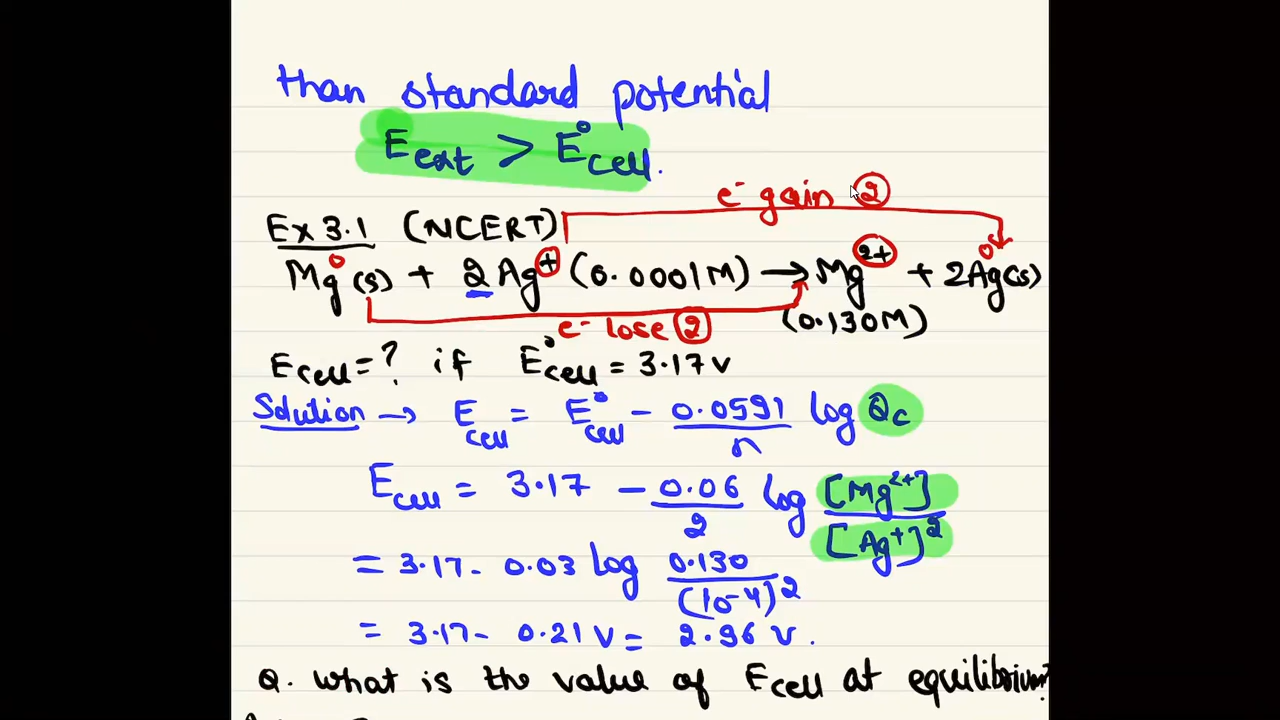 than standard potential
E ext > E°cell.
e⁻ gain 2
Ex 3.1 (NCERT)
Mg⁰(s) + 2Ag⁺ (0.0001M) → Mg²⁺ + 2Ag⁰(s)
e⁻ lose 2 (0.130M)
Ecell = ? if E°cell = 3.17 v
Solution → Ecell = E°cell − 0.0591/n log Qc
Ecell = 3.17 − 0.06/2 log [Mg²⁺]/[Ag⁺]²
= 3.17 - 0.03 log 0.130/(10⁻⁴)²
= 3.17 - 0.21 V = 2.96 V.
Q. what is the value of Ecell at equilibrium?